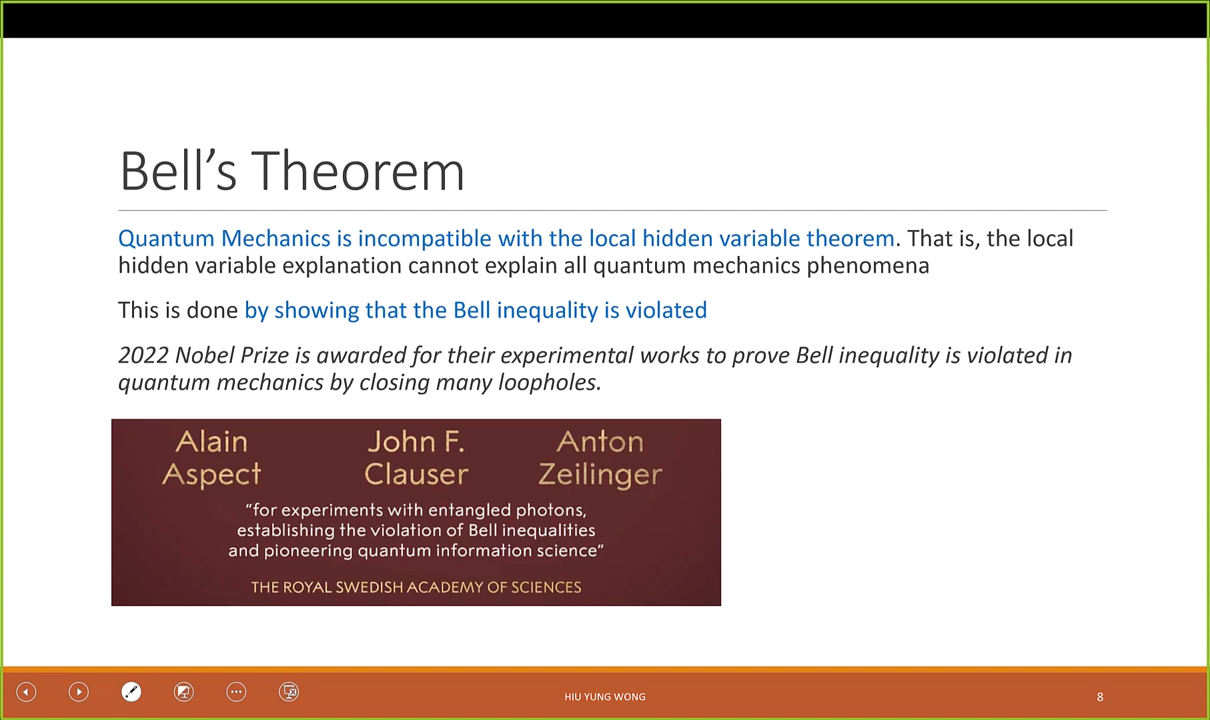 Bell’s Theorem
Quantum Mechanics is incompatible with the local hidden variable theorem. That is, the local
hidden variable explanation cannot explain all quantum mechanics phenomena
This is done by showing that the Bell inequality is violated
2022 Nobel Prize is awarded for their experimental works to prove Bell inequality is violated in
quantum mechanics by closing many loopholes.
Alain
Aspect
John F.
Clauser
Anton
Zeilinger
“for experiments with entangled photons,
establishing the violation of Bell inequalities
and pioneering quantum information science”
THE ROYAL SWEDISH ACADEMY OF SCIENCES
HIU YUNG WONG
8